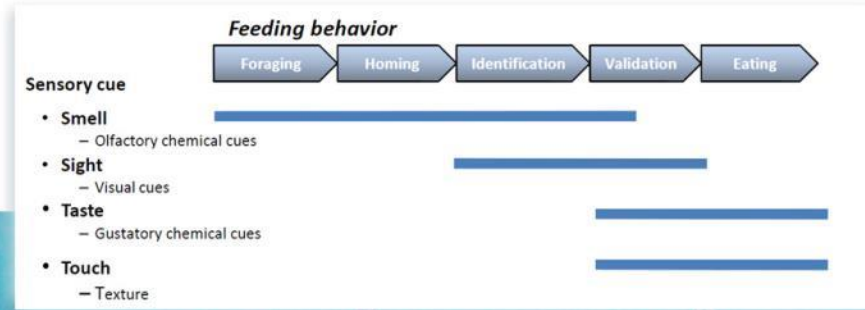 Feeding behavior
Foraging Homing Identification Validation Eating
Sensory cue
• Smell
– Olfactory chemical cues
• Sight
– Visual cues
• Taste
– Gustatory chemical cues
• Touch
– Texture